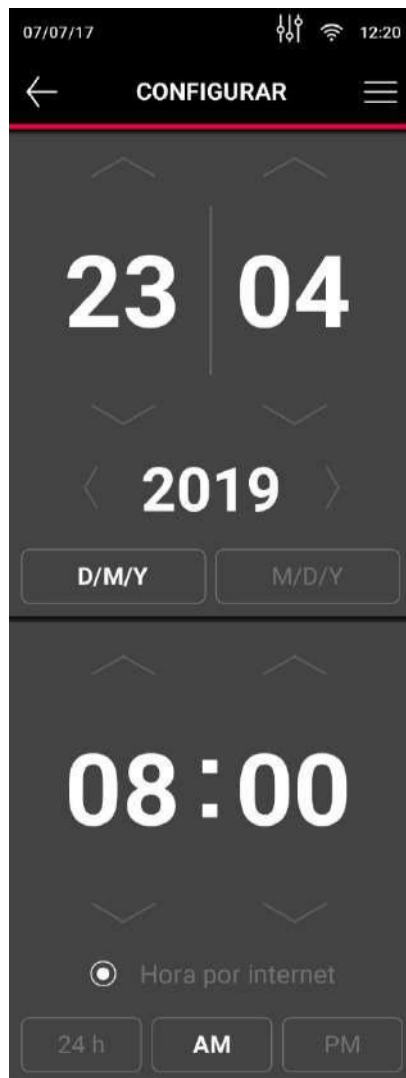 07/07/17 12:20
CONFIGURAR
23 04
2019
D/M/Y M/D/Y
08:00
Hora por internet
24 h AM PM